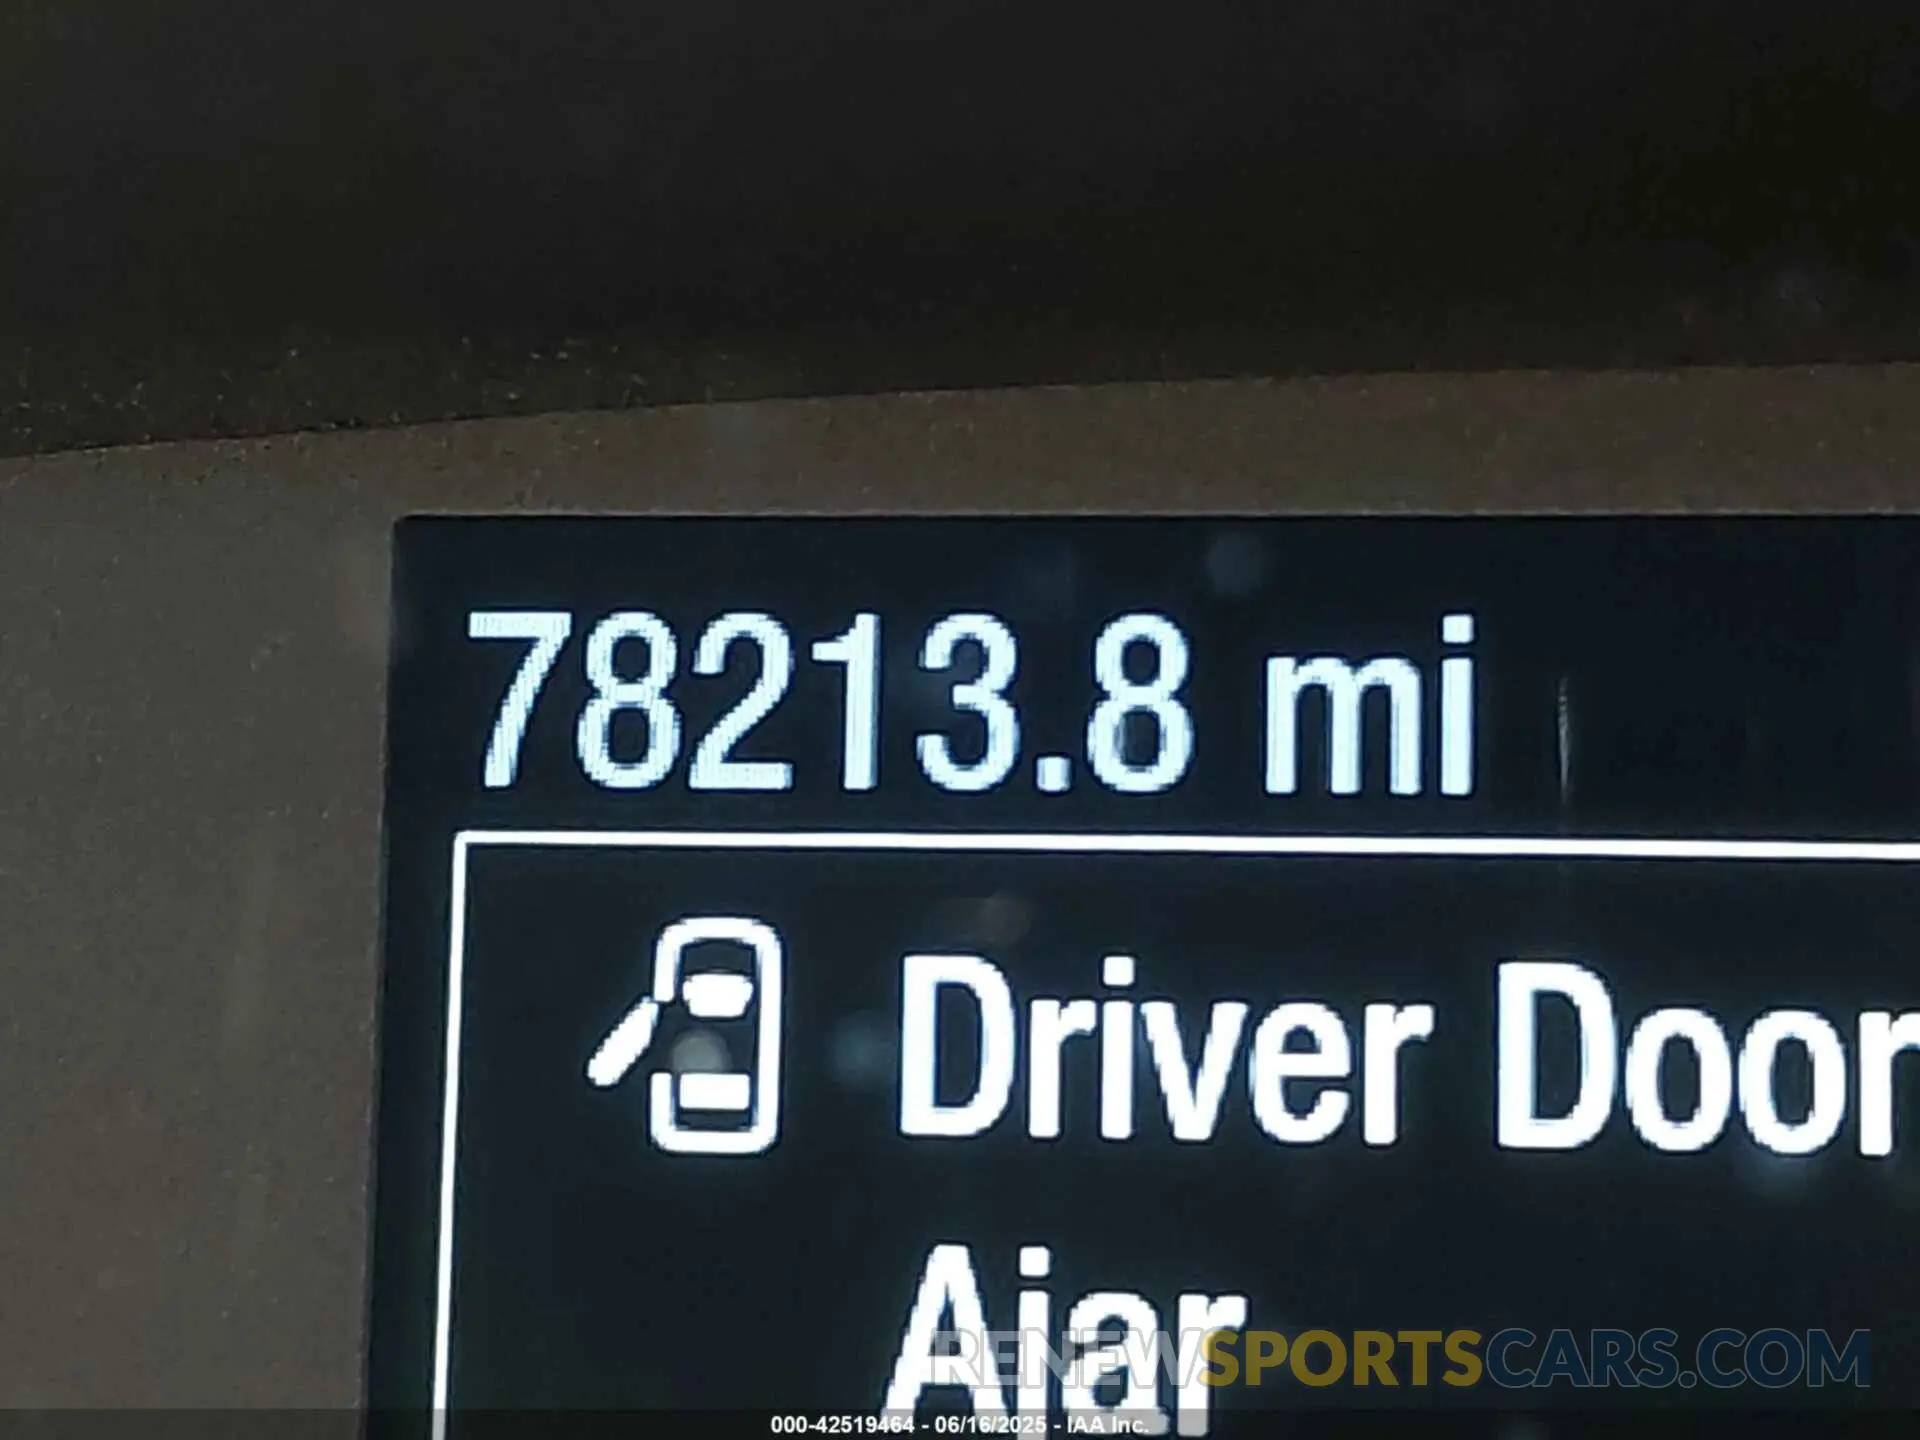 78213.8 mi
Driver Door
Ajar
RENEWSPORTSCARS.COM
000-42519464 - 06/16/2025 - IAA Inc.